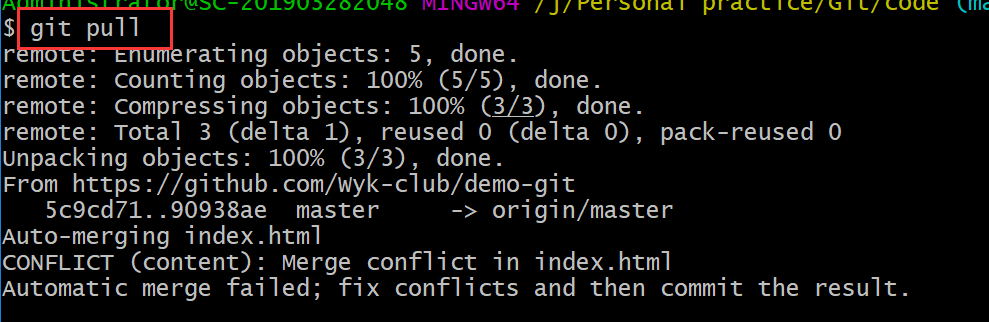 Administrator@SC-201903282048 MINGW64 /j/Personal practice/Git/code (ma
$ git pull
remote: Enumerating objects: 5, done.
remote: Counting objects: 100% (5/5), done.
remote: Compressing objects: 100% (3/3), done.
remote: Total 3 (delta 1), reused 0 (delta 0), pack-reused 0
Unpacking objects: 100% (3/3), done.
From https://github.com/Wyk-club/demo-git
   5c9cd71..90938ae  master     -> origin/master
Auto-merging index.html
CONFLICT (content): Merge conflict in index.html
Automatic merge failed; fix conflicts and then commit the result.